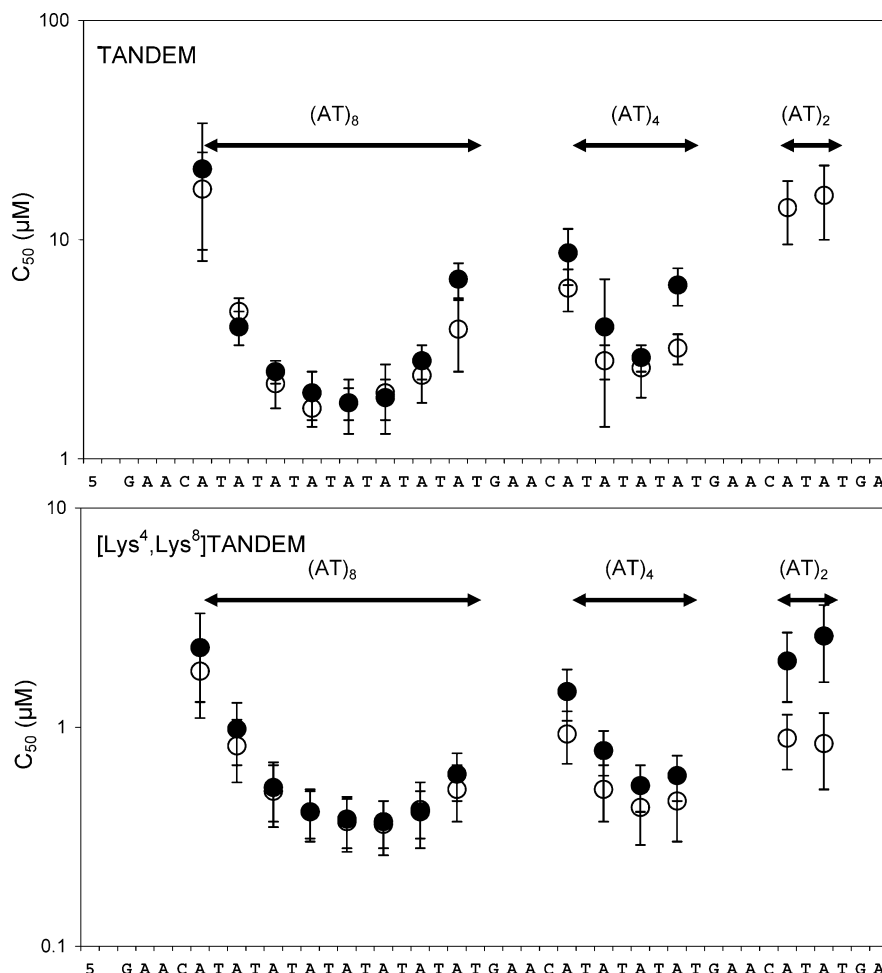 100
TANDEM
(AT)₈ (AT)₄ (AT)₂
C₅₀ (µM)
10
1
5 G A A C A T A T A T A T A T A T A T A T G A A C A T A T A T A T G A A C A T A T G A
10
[Lys⁴,Lys⁸]TANDEM
(AT)₈ (AT)₄ (AT)₂
C₅₀ (µM)
1
0.1
5 G A A C A T A T A T A T A T A T A T A T G A A C A T A T A T A T G A A C A T A T G A